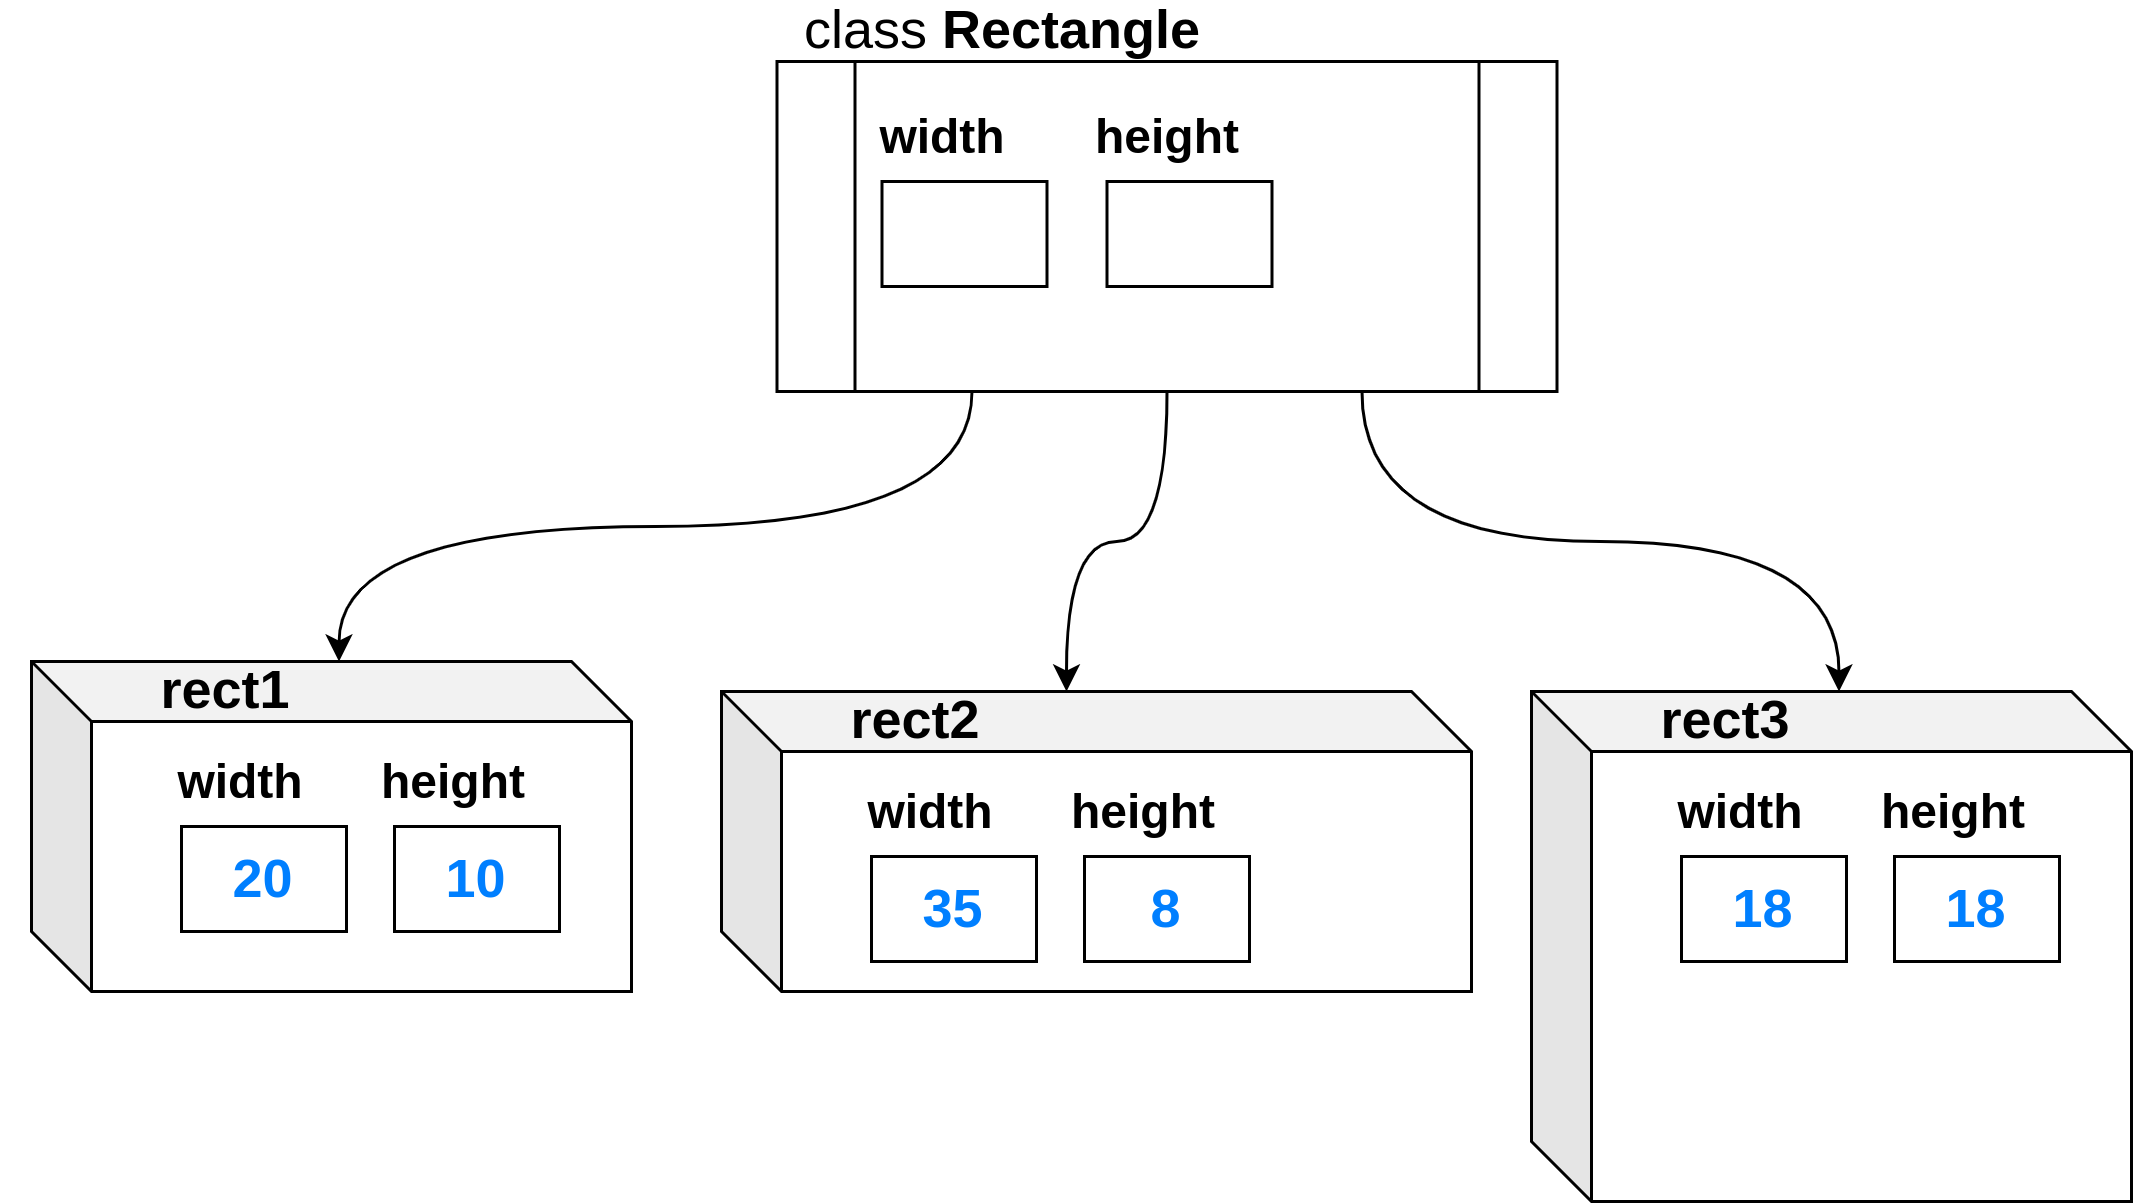 class Rectangle
width height
rect1
width height
20 10
rect2
width height
35 8
rect3
width height
18 18